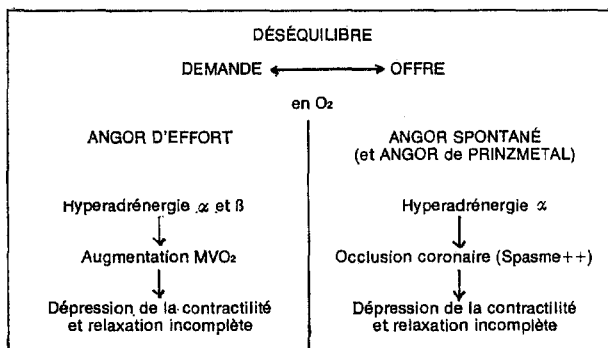 DÉSÉQUILIBRE
DEMANDE ⟷ OFFRE
en O₂
ANGOR D'EFFORT
Hyperadrénergie α et ß
Augmentation MVO₂
Dépression de la contractilité
et relaxation incomplète
ANGOR SPONTANÉ
(et ANGOR de PRINZMETAL)
Hyperadrénergie α
Occlusion coronaire (Spasme++)
Dépression de la contractilité
et relaxation incomplète